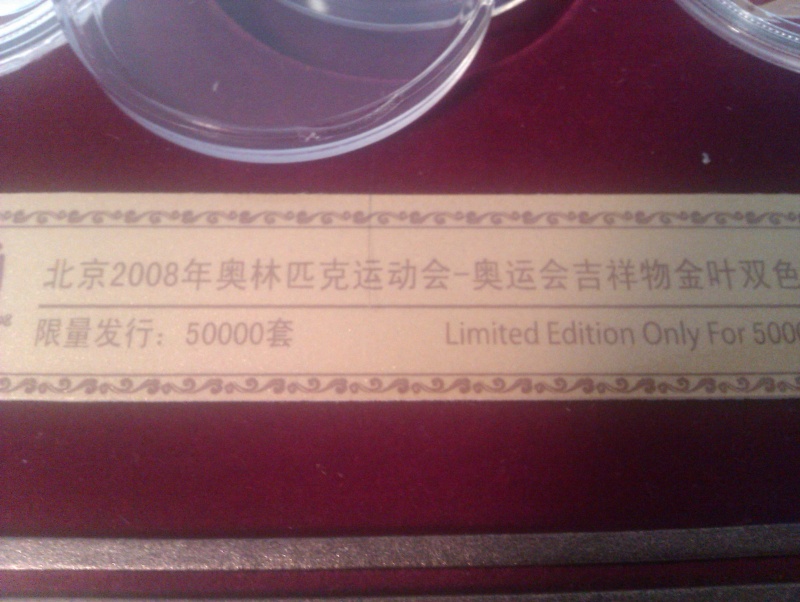 北京2008年奥林匹克运动会-奥运会吉祥物金叶双色
限量发行：50000套
Limited Edition Only For 5000